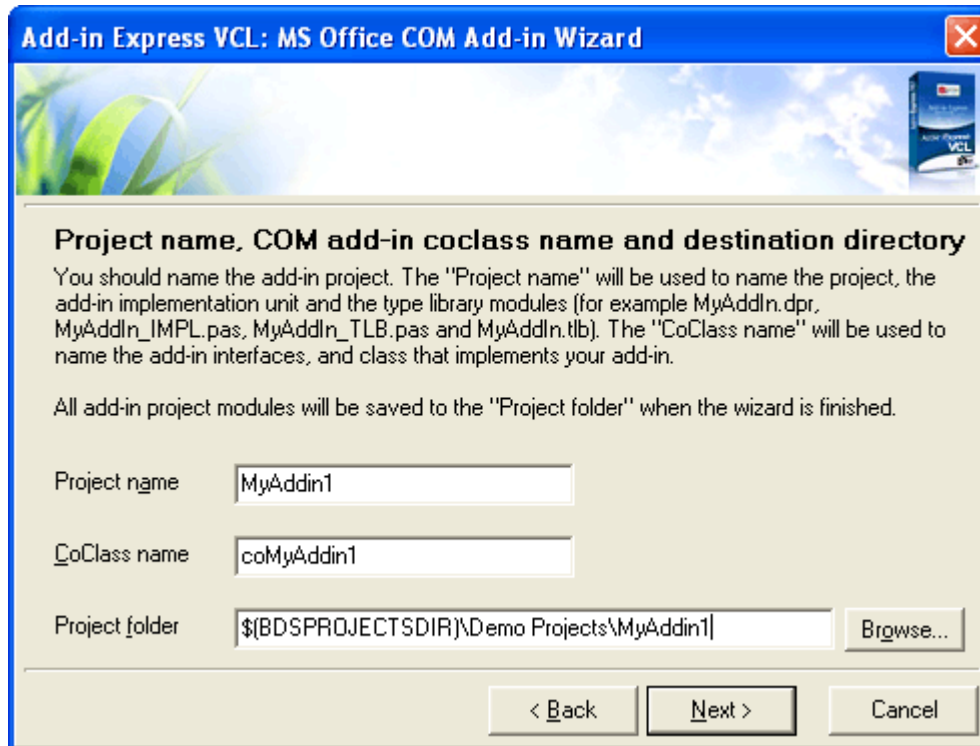 Add-in Express VCL: MS Office COM Add-in Wizard
VCL
Project name, COM add-in coclass name and destination directory
You should name the add-in project. The "Project name" will be used to name the project, the
add-in implementation unit and the type library modules (for example MyAddIn.dpr,
MyAddIn_IMPL.pas, MyAddIn_TLB.pas and MyAddIn.tlb). The "CoClass name" will be used to
name the add-in interfaces, and class that implements your add-in.
All add-in project modules will be saved to the "Project folder" when the wizard is finished.
Project name MyAddin1
CoClass name coMyAddin1
Project folder $(BDSPROJECTSDIR)\Demo Projects\MyAddin1 Browse...
< Back Next > Cancel